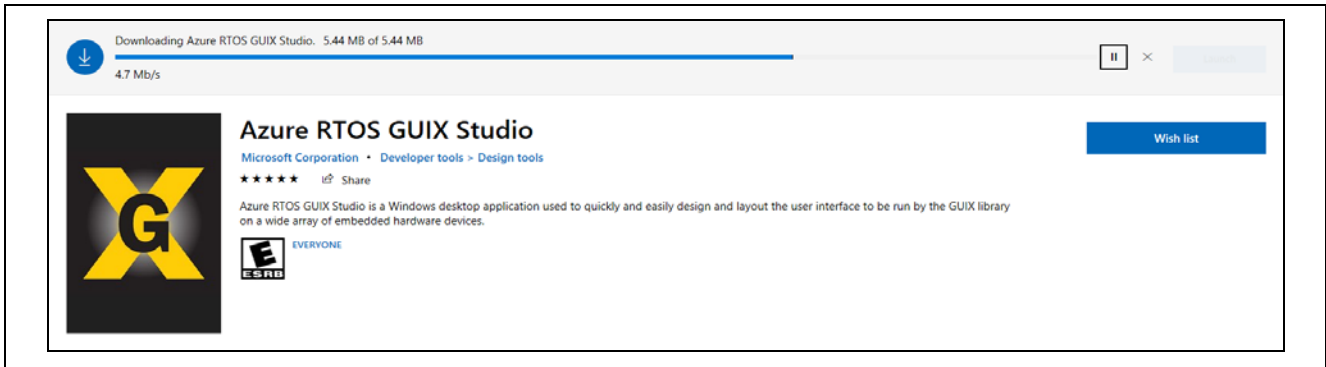 Downloading Azure RTOS GUIX Studio. 5.44 MB of 5.44 MB
4.7 Mb/s
Azure RTOS GUIX Studio
Wish list
Microsoft Corporation • Developer tools > Design tools
★★★★★ Share
Azure RTOS GUIX Studio is a Windows desktop application used to quickly and easily design and layout the user interface to be run by the GUIX library
on a wide array of embedded hardware devices.
GX
E
EVERYONE
ESRB